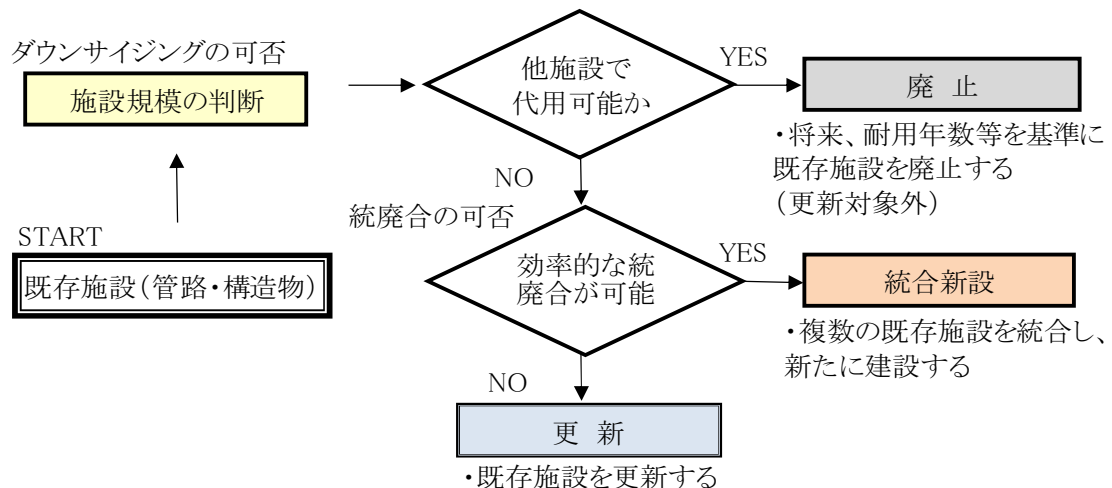 ダウンサイジングの可否
施設規模の判断
START
既存施設(管路・構造物)
他施設で
代用可能か
YES
廃 止
・将来、耐用年数等を基準に
既存施設を廃止する
(更新対象外)
NO
統廃合の可否
効率的な統
廃合が可能
YES
統合新設
・複数の既存施設を統合し、
新たに建設する
NO
更 新
・既存施設を更新する